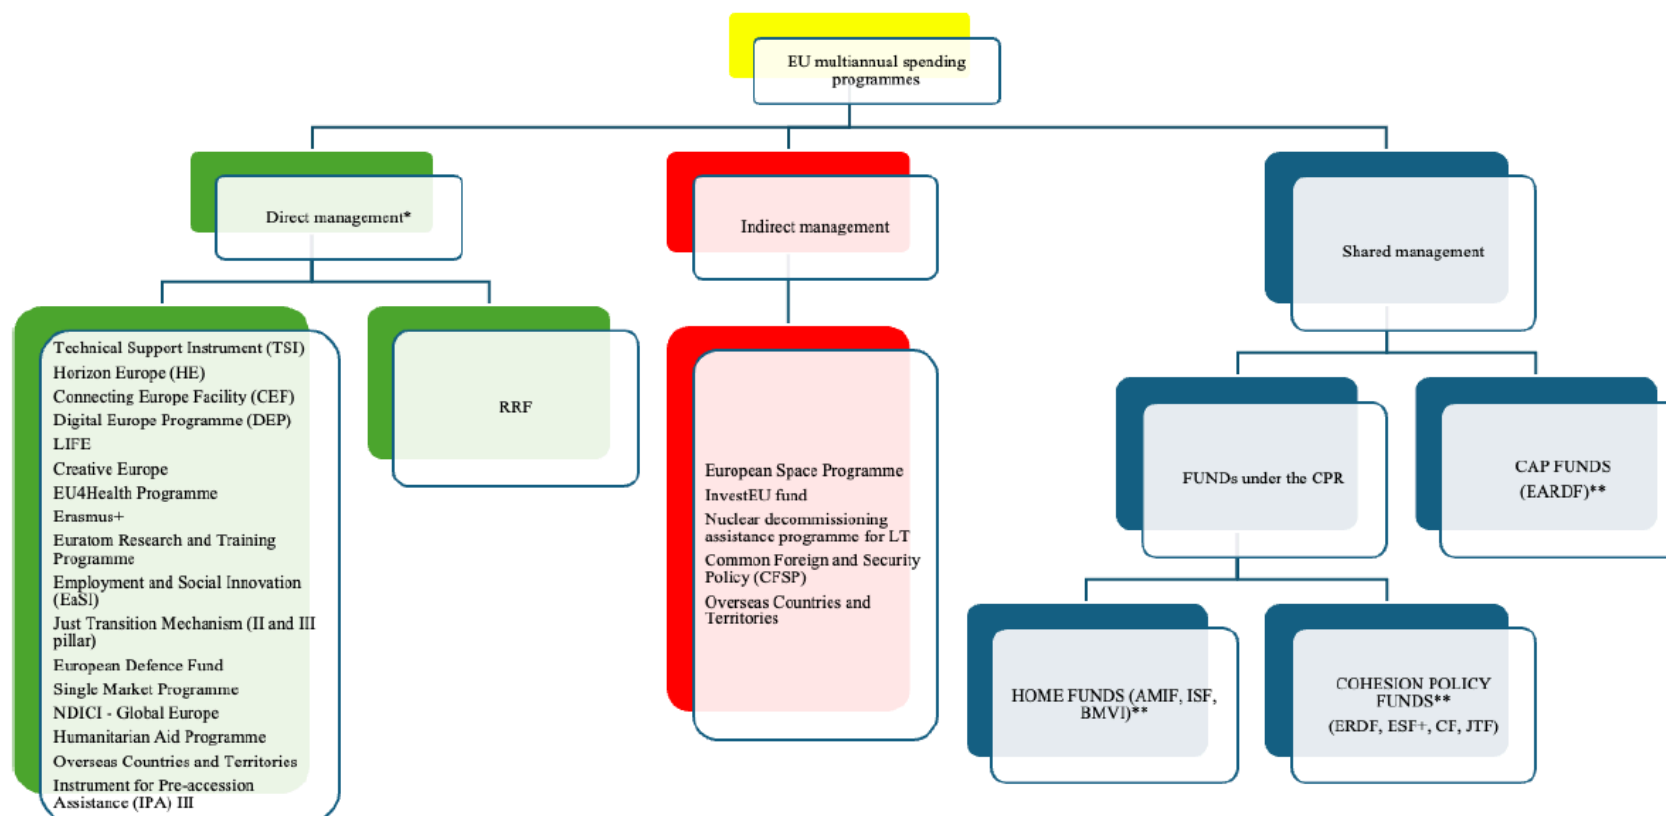 EU multiannual spending
programmes
Direct management*
Indirect management
Shared management
Technical Support Instrument (TSI)
Horizon Europe (HE)
Connecting Europe Facility (CEF)
Digital Europe Programme (DEP)
LIFE
Creative Europe
EU4Health Programme
Erasmus+
Euratom Research and Training
Programme
Employment and Social Innovation
(EaSI)
Just Transition Mechanism (II and III
pillar)
European Defence Fund
Single Market Programme
NDICI - Global Europe
Humanitarian Aid Programme
Overseas Countries and Territories
Instrument for Pre-accession
Assistance (IPA) III
RRF
European Space Programme
InvestEU fund
Nuclear decommissioning
assistance programme for LT
Common Foreign and Security
Policy (CFSP)
Overseas Countries and
Territories
FUNDs under the CPR
CAP FUNDS
(EARDF)**
HOME FUNDS (AMIF, ISF,
BMVI)**
COHESION POLICY
FUNDS**
(ERDF, ESF+, CF, JTF)